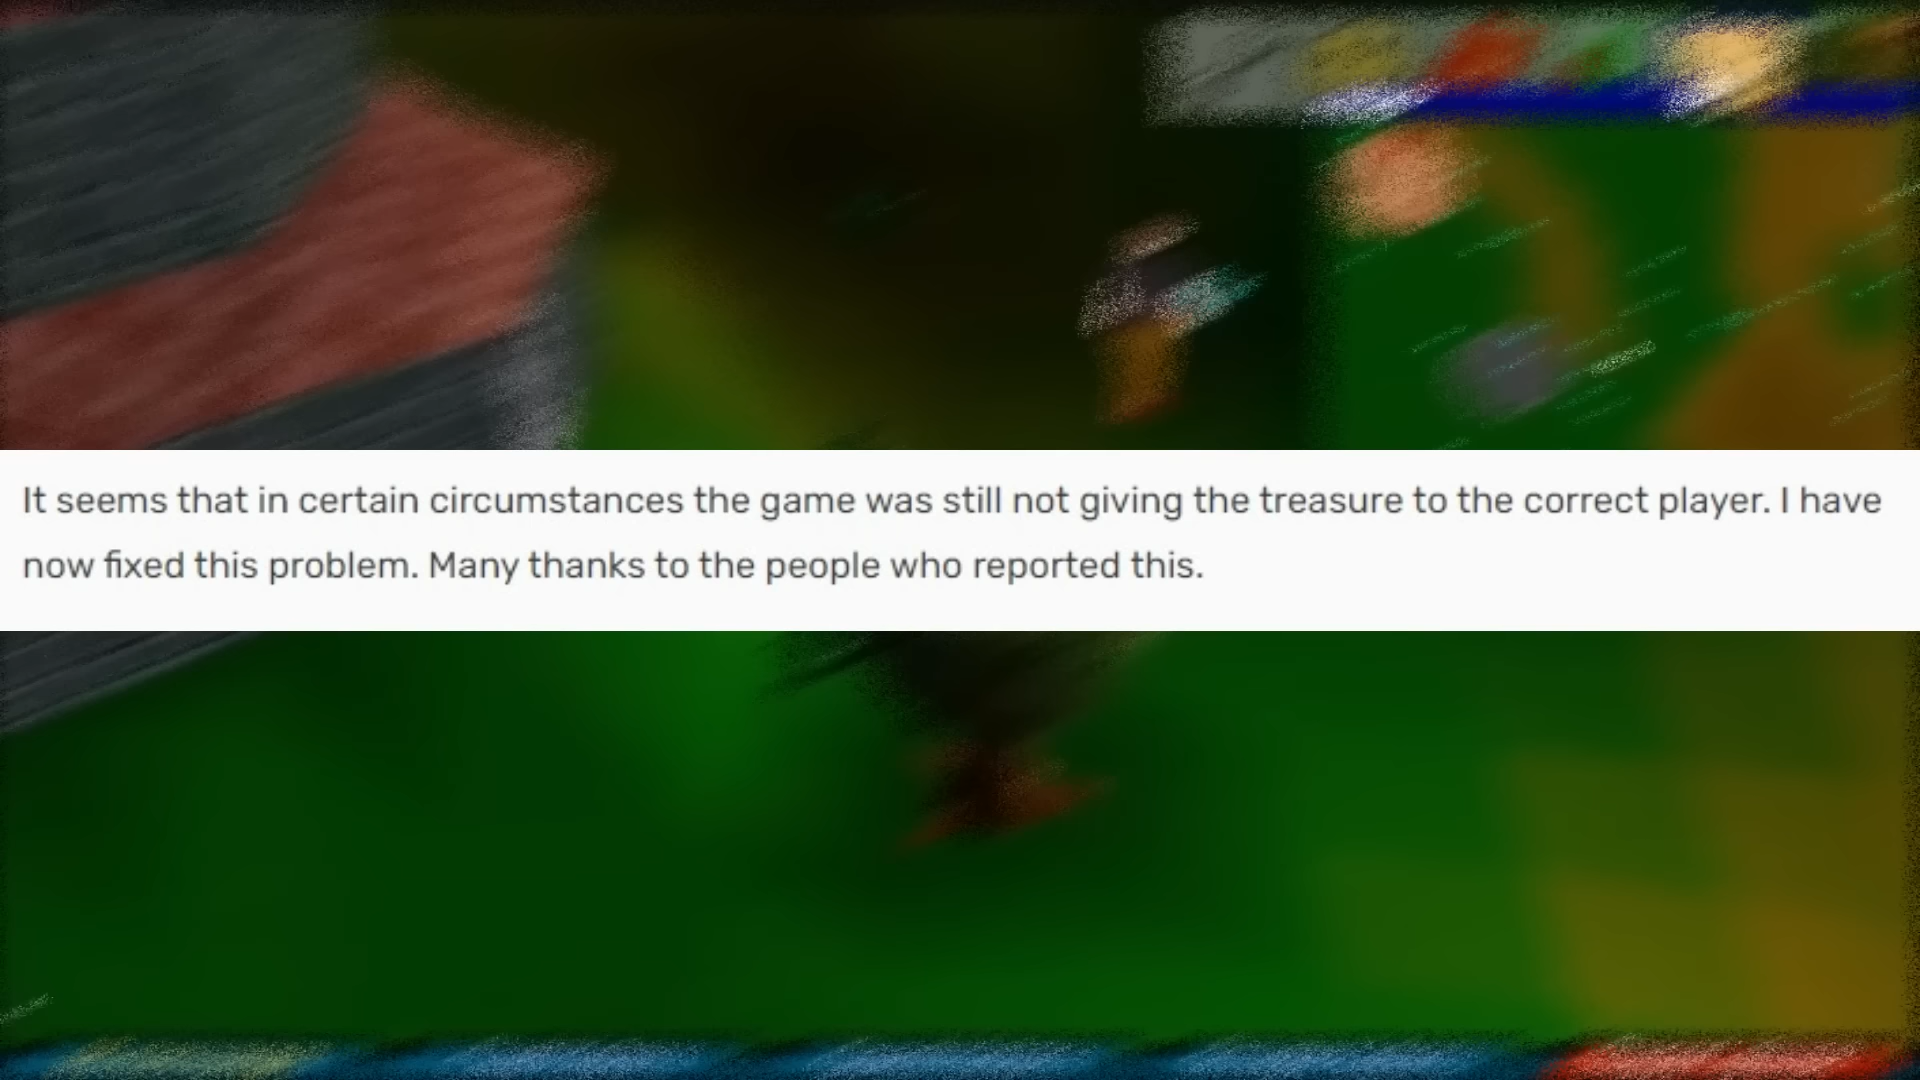 It seems that in certain circumstances the game was still not giving the treasure to the correct player. I have
now fixed this problem. Many thanks to the people who reported this.